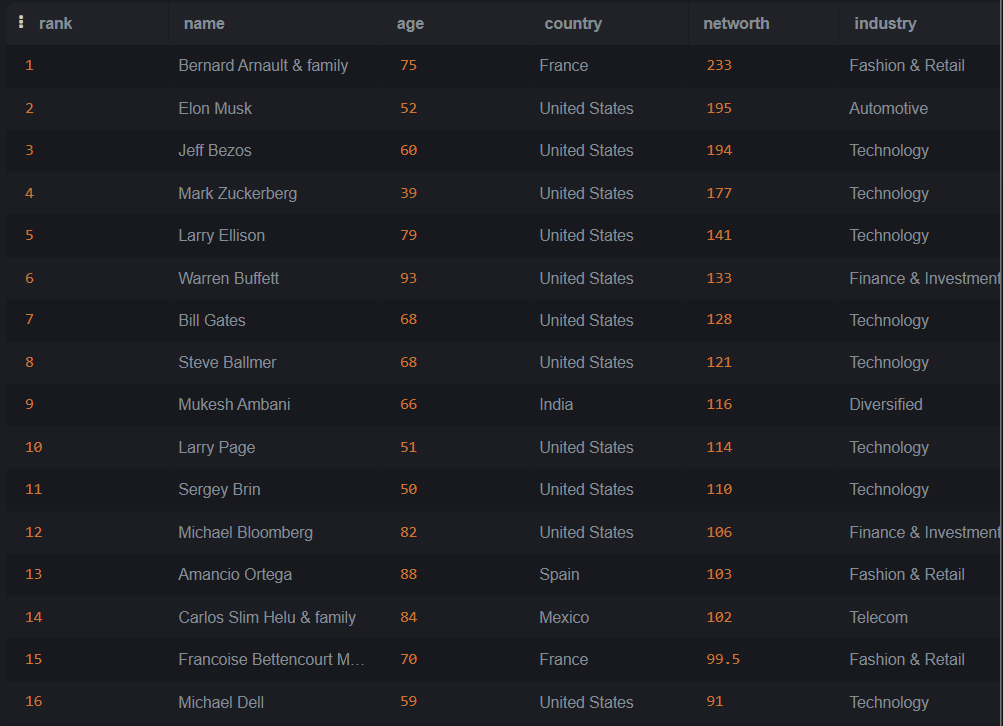 rank name age country networth industry
1 Bernard Arnault & family 75 France 233 Fashion & Retail
2 Elon Musk 52 United States 195 Automotive
3 Jeff Bezos 60 United States 194 Technology
4 Mark Zuckerberg 39 United States 177 Technology
5 Larry Ellison 79 United States 141 Technology
6 Warren Buffett 93 United States 133 Finance & Investment
7 Bill Gates 68 United States 128 Technology
8 Steve Ballmer 68 United States 121 Technology
9 Mukesh Ambani 66 India 116 Diversified
10 Larry Page 51 United States 114 Technology
11 Sergey Brin 50 United States 110 Technology
12 Michael Bloomberg 82 United States 106 Finance & Investment
13 Amancio Ortega 88 Spain 103 Fashion & Retail
14 Carlos Slim Helu & family 84 Mexico 102 Telecom
15 Francoise Bettencourt M... 70 France 99.5 Fashion & Retail
16 Michael Dell 59 United States 91 Technology